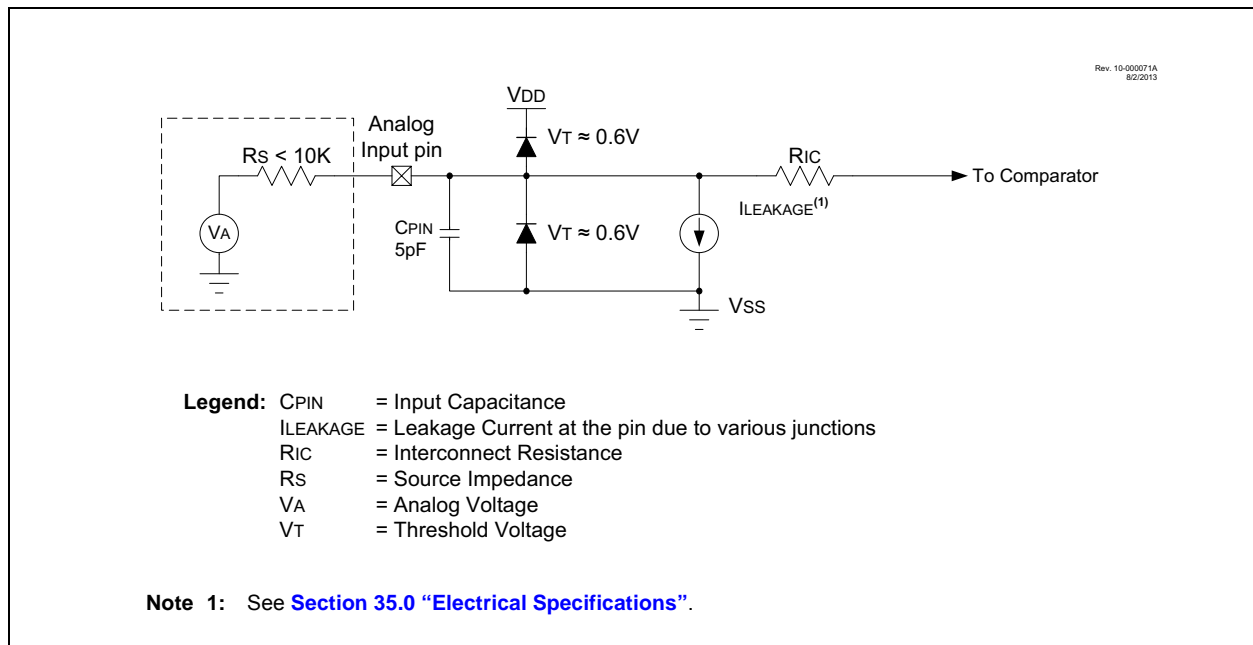 Rev. 10-000071A
8/2/2013
VDD
Analog
Input pin
VT ≈ 0.6V
RS < 10K
RIC
To Comparator
ILEAKAGE(1)
VA
CPIN
5pF
VT ≈ 0.6V
VSS
Legend: CPIN = Input Capacitance
ILEAKAGE = Leakage Current at the pin due to various junctions
RIC = Interconnect Resistance
RS = Source Impedance
VA = Analog Voltage
VT = Threshold Voltage
Note 1: See Section 35.0 “Electrical Specifications”.